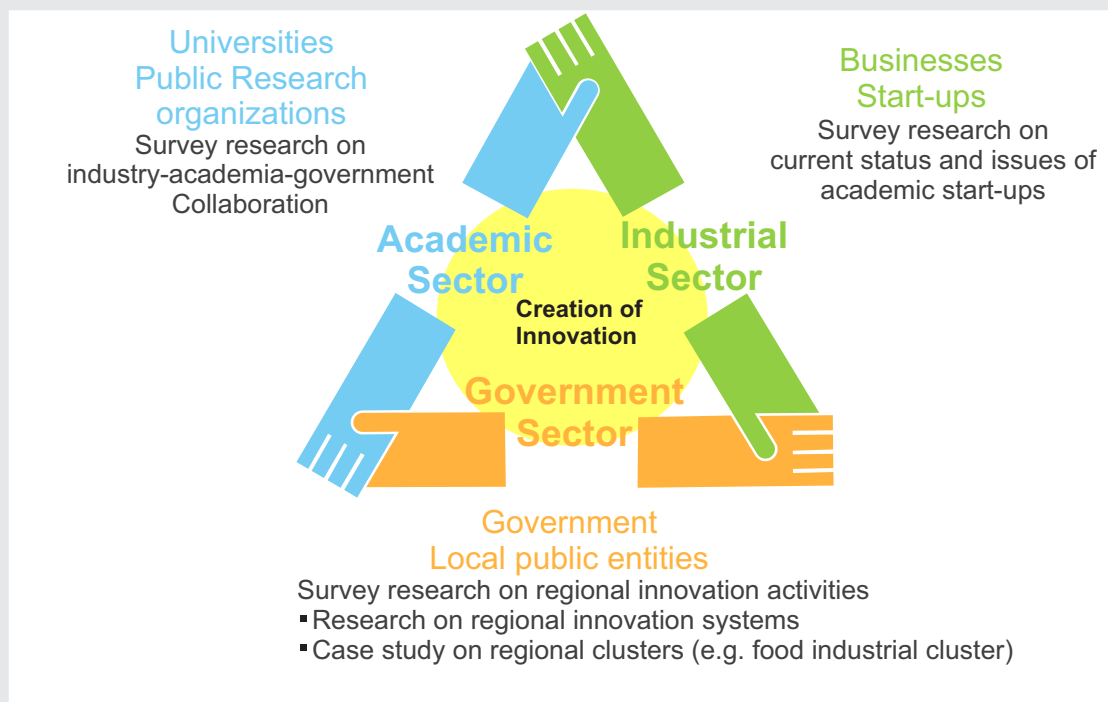 Universities
Public Research
organizations
Survey research on
industry-academia-government
Collaboration
Businesses
Start-ups
Survey research on
current status and issues of
academic start-ups
Academic
Sector
Industrial
Sector
Creation of
Innovation
Government
Sector
Government
Local public entities
Survey research on regional innovation activities
▪Research on regional innovation systems
▪Case study on regional clusters (e.g. food industrial cluster)